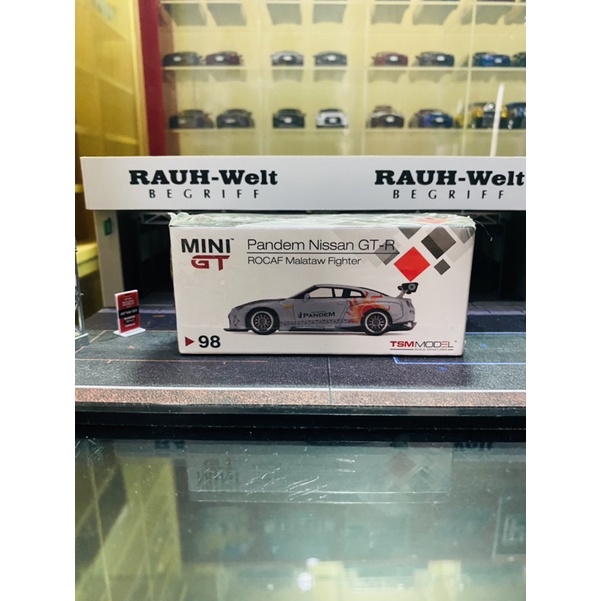 RAUH-Welt
BEGRIFF
RAUH-Welt
BEGRIFF
MINI
GT
Pandem Nissan GT-R
ROCAF Malataw Fighter
PANDEM
98
TSMMODEL